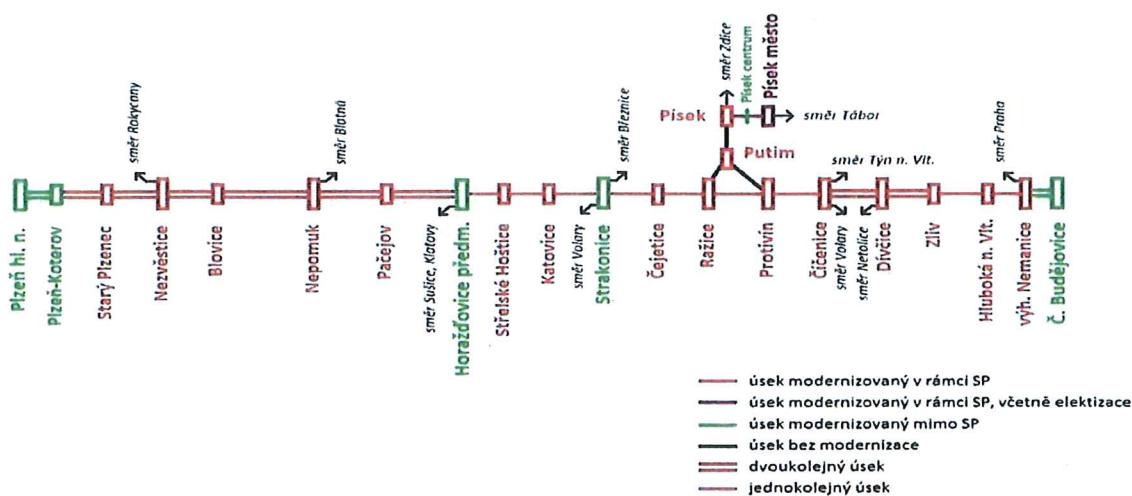 směr Rokycany
směr Blatná
směr Sušice, Klatovy
směr Volary
směr Březnice
směr Zdice
Písek centrum
Písek město
Písek
směr Tábor
Putim
směr Týn n. Vlt.
směr Volary
směr Netolice
směr Praha
Plzeň hl. n.
Plzeň-Koterov
Starý Plzenec
Nezvěstice
Blovice
Nepomuk
Pačejov
Horažďovice předm.
Střelské Hoštice
Katovice
Strakonice
Čejetice
Ražice
Protivín
Číčenice
Dívčice
Zliv
Hluboká n. Vlt.
výh. Nemanice
Č. Budějovice
úsek modernizovaný v rámci SP
úsek modernizovaný v rámci SP, včetně elektizace
úsek modernizovaný mimo SP
úsek bez modernizace
dvoukolejný úsek
jednokolejný úsek